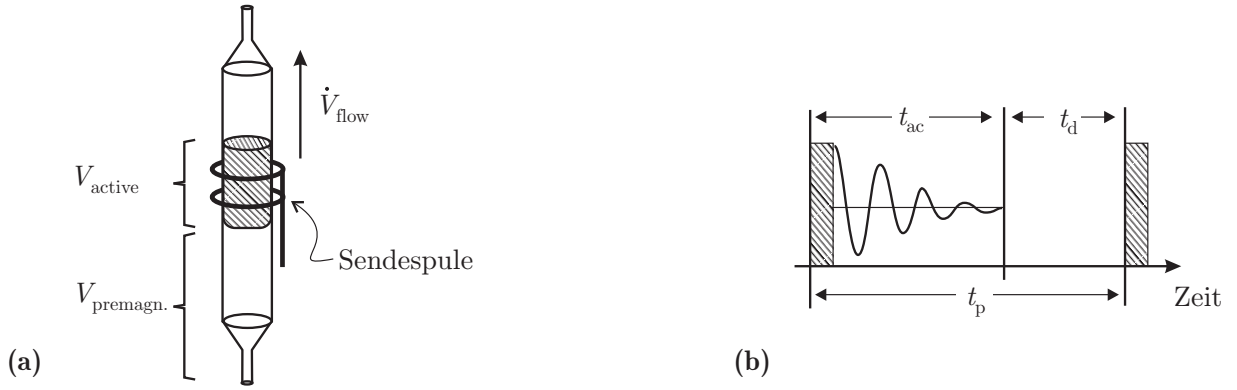 V̇flow
Vactive
Sendespule
Vpremagn.
(a)
tac
td
tp
Zeit
(b)